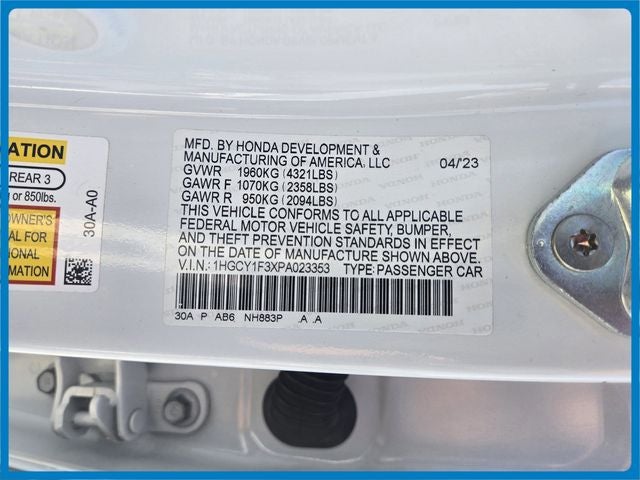 ATION
REAR 3
or 850lbs.
OWNER'S
AL FOR
TIONAL
TION
30A-A0
MFD. BY HONDA DEVELOPMENT &
MANUFACTURING OF AMERICA, LLC 04/23
GVWR 1960KG (4321LBS)
GAWR F 1070KG (2358LBS)
GAWR R 950KG (2094LBS)
THIS VEHICLE CONFORMS TO ALL APPLICABLE
FEDERAL MOTOR VEHICLE SAFETY, BUMPER,
AND THEFT PREVENTION STANDARDS IN EFFECT
ON THE DATE OF MANUFACTURE SHOWN ABOVE.
V.I.N.: 1HGCY1F3XPA023353 TYPE: PASSENGER CAR
30A P AB6 NH883P .A .A